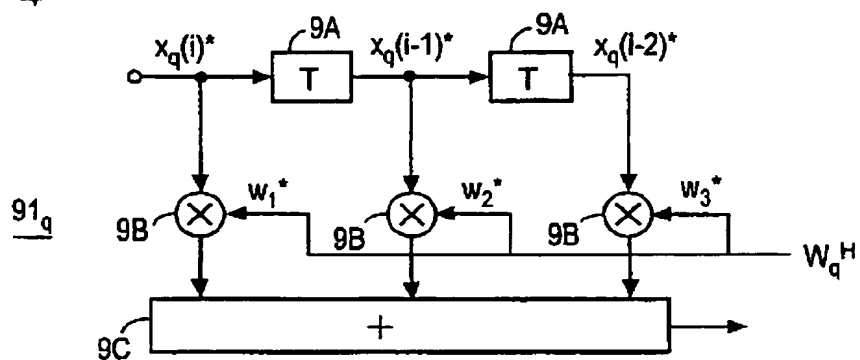 9A 9A
x_q(i)* x_q(i-1)* x_q(i-2)*
T T
w_1* w_2* w_3*
91_q 9B 9B 9B
W_q^H
+
9C